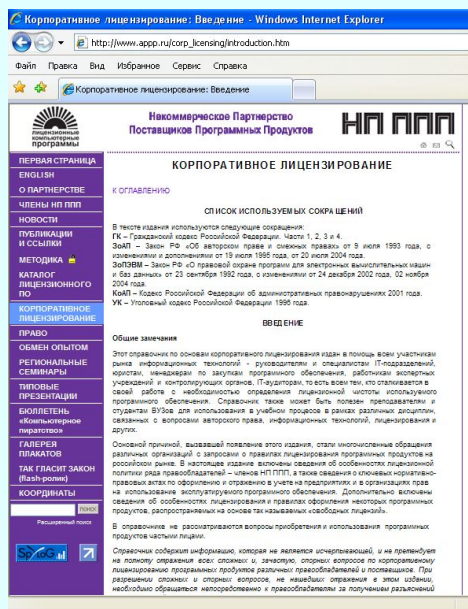 Корпоративное лицензирование: Введение - Windows Internet Explorer
http://www.appp.ru/corp_licensing/introduction.htm
Файл Правка Вид Избранное Сервис Справка
Корпоративное лицензирование: Введение
лицензионные
компьютерные
программы
Некоммерческое Партнерство
Поставщиков Программных Продуктов
НП ППП
ПЕРВАЯ СТРАНИЦА
ENGLISH
О ПАРТНЕРСТВЕ
ЧЛЕНЫ НП ППП
НОВОСТИ
ПУБЛИКАЦИИ
И ССЫЛКИ
МЕТОДИКА
КАТАЛОГ
ЛИЦЕНЗИОННОГО
ПО
КОРПОРАТИВНОЕ
ЛИЦЕНЗИРОВАНИЕ
ПРАВО
ОБМЕН ОПЫТОМ
РЕГИОНАЛЬНЫЕ
СЕМИНАРЫ
ТИПОВЫЕ
ПРЕЗЕНТАЦИИ
БЮЛЛЕТЕНЬ
«Компьютерное
пиратство»
ГАЛЕРЕЯ
ПЛАКАТОВ
ТАК ГЛАСИТ ЗАКОН
(flash-ролик)
КООРДИНАТЫ
ПОИСК
Расширенный поиск
КОРПОРАТИВНОЕ ЛИЦЕНЗИРОВАНИЕ
К ОГЛАВЛЕНИЮ
СПИСОК ИСПОЛЬЗУЕМЫХ СОКРАЩЕНИЙ
В тексте издания используются следующие сокращения:
ГК – Гражданский кодекс Российской Федерации. Части 1, 2, 3 и 4.
ЗоАП – Закон РФ «Об авторском праве и смежных правах» от 9 июля 1993 года, с
изменениями и дополнениями от 19 июля 1995 года, от 20 июля 2004 года.
ЗоПЭВМ – Закон РФ «О правовой охране программ для электронных вычислительных машин
и баз данных» от 23 сентября 1992 года, с изменениями от 24 декабря 2002 года, 02 ноября
2004 года.
КоАП – Кодекс Российской Федерации об административных правонарушениях 2001 года.
УК – Уголовный кодекс Российской Федерации 1996 года.
ВВЕДЕНИЕ
Общие замечания
Этот справочник по основам корпоративного лицензирования издан в помощь всем участникам
рынка информационных технологий - руководителям и специалистам IT-подразделений,
юристам, менеджерам по закупкам программного обеспечения, работникам экспертных
учреждений и контролирующих органов, IT-аудиторам, то есть всем тем, кто сталкивается в
своей работе с необходимостью определения лицензионной чистоты используемого
программного обеспечения. Справочник также может быть полезен преподавателям и
студентам ВУЗов для использования в учебном процессе в рамках различных дисциплин,
связанных с вопросами авторского права, информационных технологий, лицензирования и
других.
Основной причиной, вызвавшей появление этого издания, стали многочисленные обращения
различных организаций с запросами о правилах лицензирования программных продуктов на
российском рынке. В настоящее издание включены сведения об особенностях лицензионной
политики ряда правообладателей – членов НП ППП, а также сведения о ключевых нормативно-
правовых актах по оформлению и отражению в учете на предприятиях и в организациях прав
на использование эксплуатируемого программного обеспечения. Дополнительно включены
сведения об особенностях лицензирования и правилах оформления некоторых программных
продуктов, распространяемых на основе так называемых «свободных лицензий».
В справочнике не рассматриваются вопросы приобретения и использования программных
продуктов частными лицами.
Справочник содержит информацию, которая не является исчерпывающей, и не претендует
на полноту отражения всех сложных и, зачастую, спорных вопросов по корпоративному
лицензированию программных продуктов различных правообладателей и поставщиков. При
разрешении сложных и спорных вопросов, не нашедших отражения в этом издании,
необходимо обращаться непосредственно к правообладателям за получением разъяснений